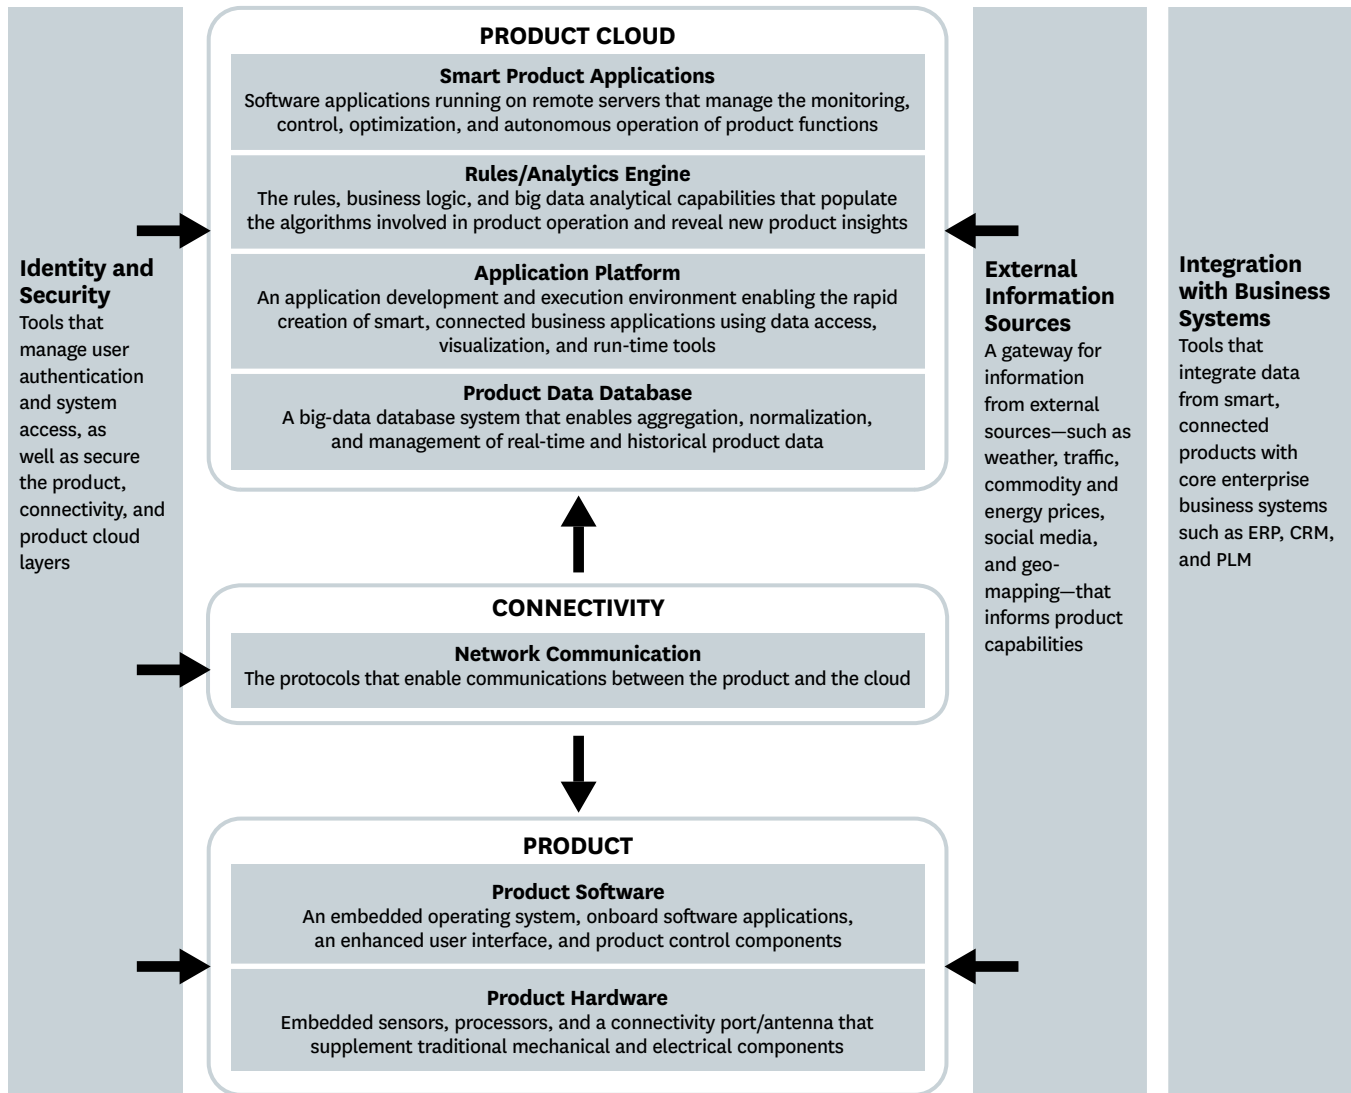 PRODUCT CLOUD
Smart Product Applications
Software applications running on remote servers that manage the monitoring,
control, optimization, and autonomous operation of product functions
Rules/Analytics Engine
The rules, business logic, and big data analytical capabilities that populate
the algorithms involved in product operation and reveal new product insights
Application Platform
An application development and execution environment enabling the rapid
creation of smart, connected business applications using data access,
visualization, and run-time tools
Product Data Database
A big-data database system that enables aggregation, normalization,
and management of real-time and historical product data
CONNECTIVITY
Network Communication
The protocols that enable communications between the product and the cloud
PRODUCT
Product Software
An embedded operating system, onboard software applications,
an enhanced user interface, and product control components
Product Hardware
Embedded sensors, processors, and a connectivity port/antenna that
supplement traditional mechanical and electrical components
Identity and
Security
Tools that
manage user
authentication
and system
access, as
well as secure
the product,
connectivity, and
product cloud
layers
External
Information
Sources
A gateway for
information
from external
sources—such as
weather, traffic,
commodity and
energy prices,
social media,
and geo-
mapping—that
informs product
capabilities
Integration
with Business
Systems
Tools that
integrate data
from smart,
connected
products with
core enterprise
business systems
such as ERP, CRM,
and PLM